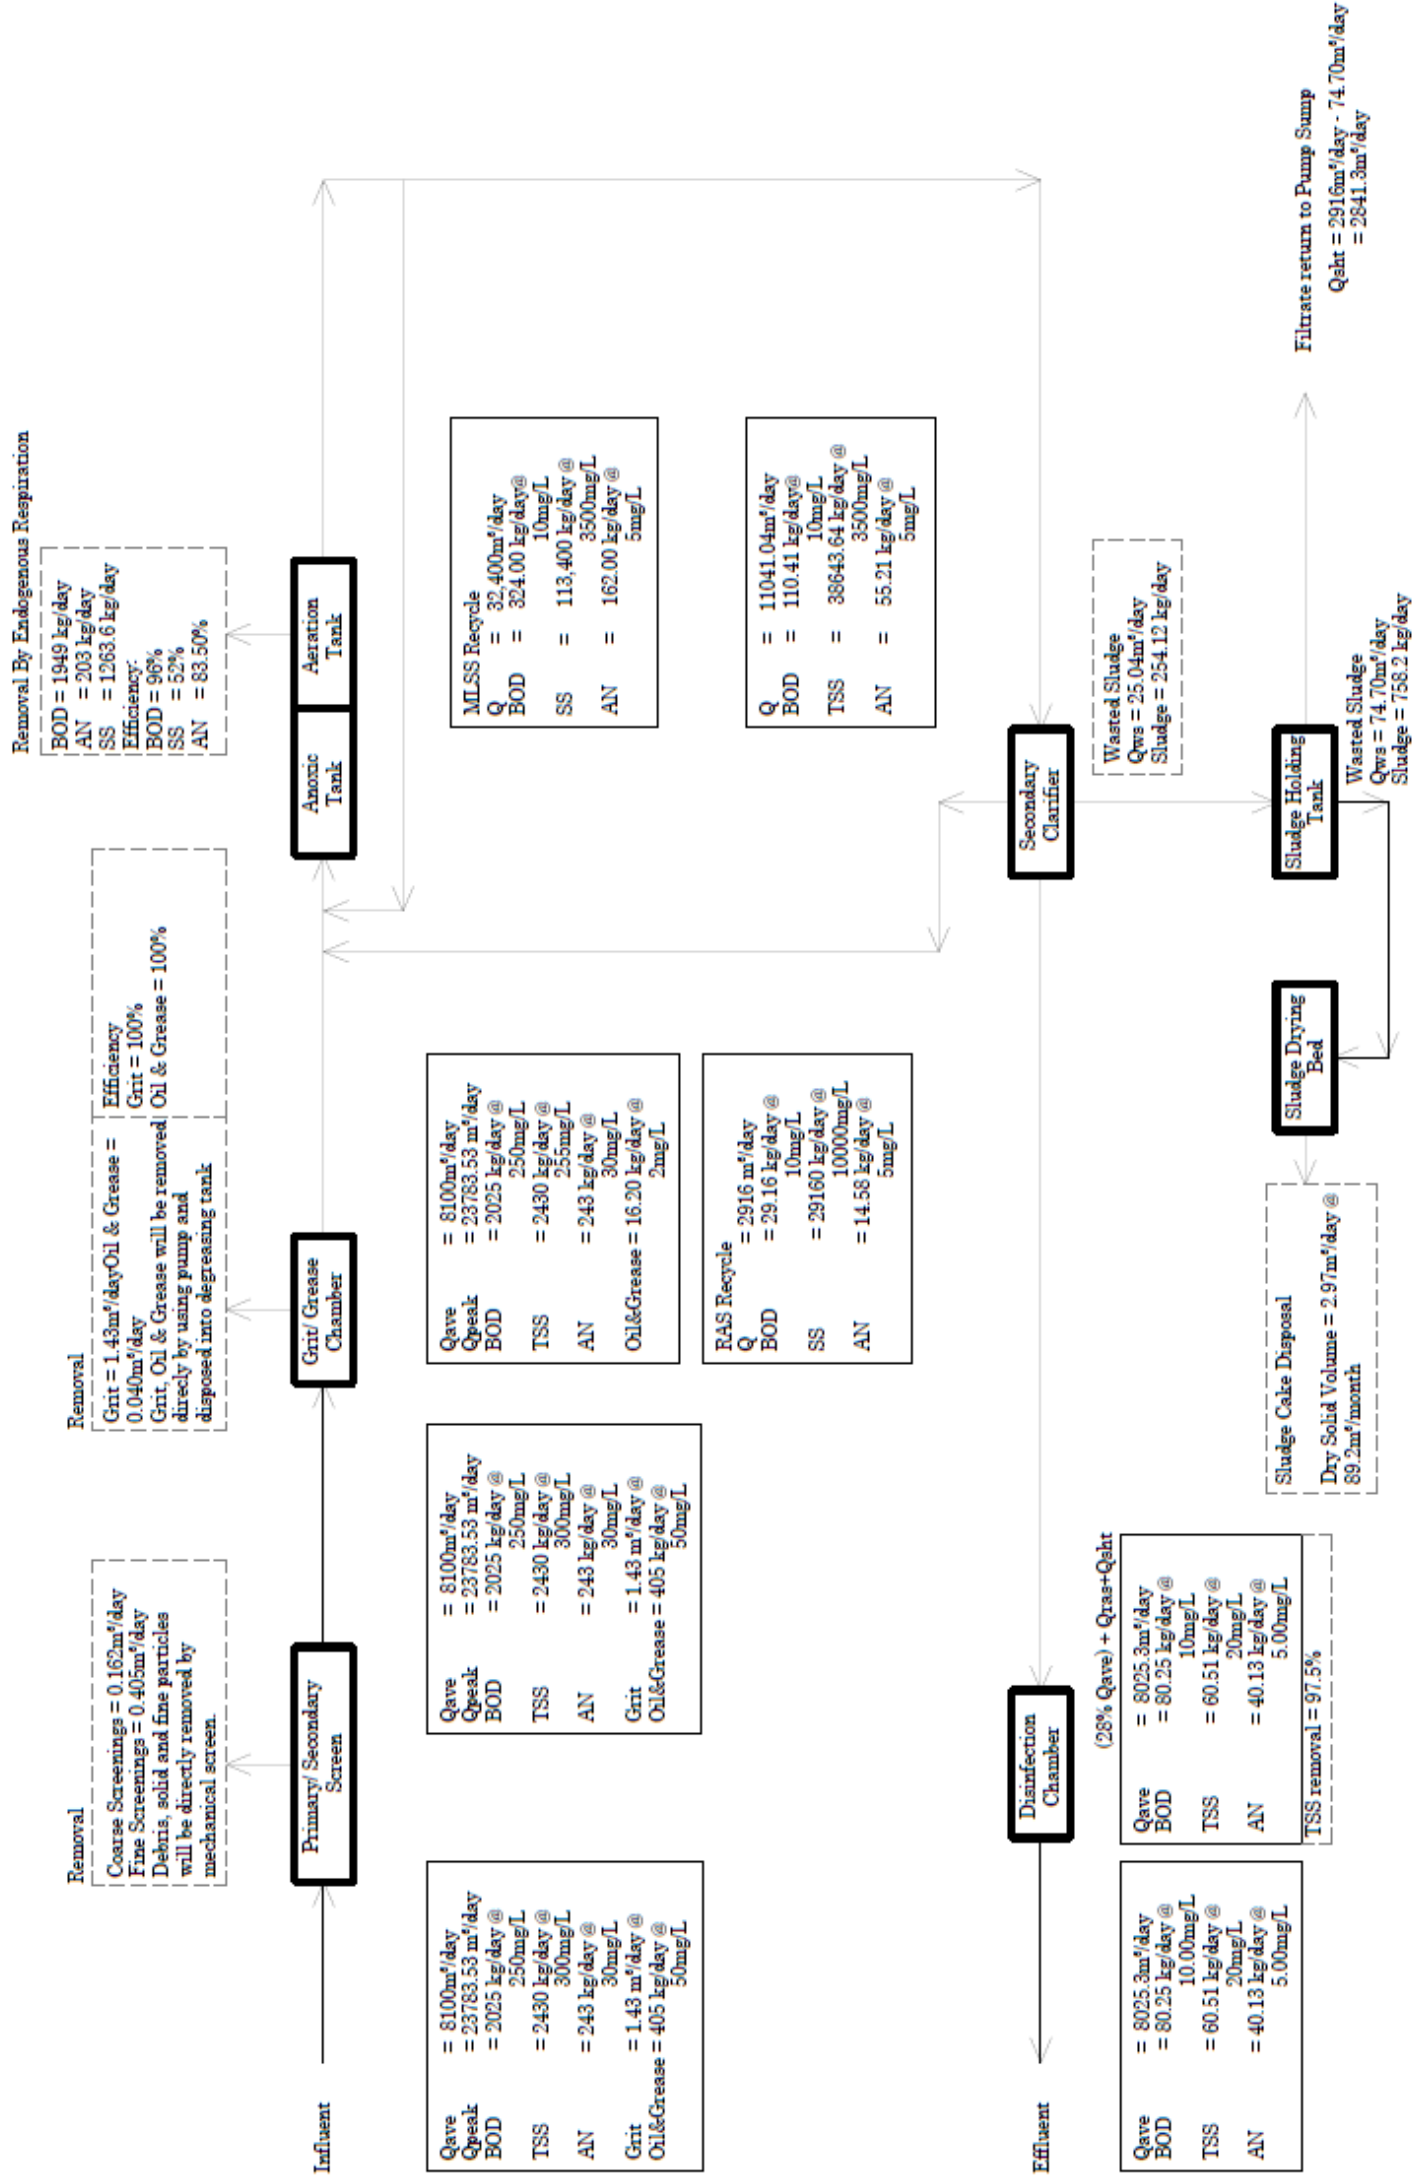 Removal
Coarse Screenings = 0.162m³/day
Fine Screenings = 0.405m³/day
Debris, solid and fine particles
will be directly removed by
mechanical screen.
Removal
Grit = 1.43m³/dayOil & Grease =
0.040m³/day
Grit, Oil & Grease will be removed
direcly by using pump and
disposed into degreasing tank
Efficiency
Grit = 100%
Oil & Grease = 100%
Removal By Endogenous Respiration
BOD = 1949 kg/day
AN = 203 kg/day
SS = 1263.6 kg/day
Efficiency:
BOD = 96%
SS = 52%
AN = 83.50%
Influent
Primary/ Secondary
Screen
Grit/ Grease
Chamber
Anoxic
Tank
Aeration
Tank
Qave = 8100m³/day
Qpeak = 23783.53 m³/day
BOD = 2025 kg/day @
250mg/L
TSS = 2430 kg/day @
300mg/L
AN = 243 kg/day @
30mg/L
Grit = 1.43 m³/day @
Oil&Grease = 405 kg/day @
50mg/L
Qave = 8100m³/day
Qpeak = 23783.53 m³/day
BOD = 2025 kg/day @
250mg/L
TSS = 2430 kg/day @
300mg/L
AN = 243 kg/day @
30mg/L
Grit = 1.43 m³/day @
Oil&Grease = 405 kg/day @
50mg/L
Qave = 8100m³/day
Qpeak = 23783.53 m³/day
BOD = 2025 kg/day @
250mg/L
TSS = 2430 kg/day @
255mg/L
AN = 243 kg/day @
30mg/L
Oil&Grease = 16.20 kg/day @
2mg/L
MLSS Recycle
Q = 32,400m³/day
BOD = 324.00 kg/day@
10mg/L
SS = 113,400 kg/day @
3500mg/L
AN = 162.00 kg/day @
5mg/L
RAS Recycle
Q = 2916 m³/day
BOD = 29.16 kg/day @
10mg/L
SS = 29160 kg/day @
10000mg/L
AN = 14.58 kg/day @
5mg/L
Q = 11041.04m³/day
BOD = 110.41 kg/day@
10mg/L
TSS = 38643.64 kg/day @
3500mg/L
AN = 55.21 kg/day @
5mg/L
Effluent
Disinfection
Chamber
Secondary
Clarifier
(28% Qave) + Qras+Qsht
Qave = 8025.3m³/day
BOD = 80.25 kg/day @
10.00mg/L
TSS = 60.51 kg/day @
20mg/L
AN = 40.13 kg/day @
5.00mg/L
Qave = 8025.3m³/day
BOD = 80.25 kg/day @
10mg/L
TSS = 60.51 kg/day @
20mg/L
AN = 40.13 kg/day @
5.00mg/L
TSS removal = 97.5%
Wasted Sludge
Qws = 25.04m³/day
Sludge = 254.12 kg/day
Sludge Cake Disposal
Dry Solid Volume = 2.97m³/day @
89.2m³/month
Sludge Drying
Bed
Sludge Holding
Tank
Wasted Sludge
Qws = 74.70m³/day
Sludge = 758.2 kg/day
Filtrate return to Pump Sump
Qsht = 2916m³/day - 74.70m³/day
= 2841.3m³/day